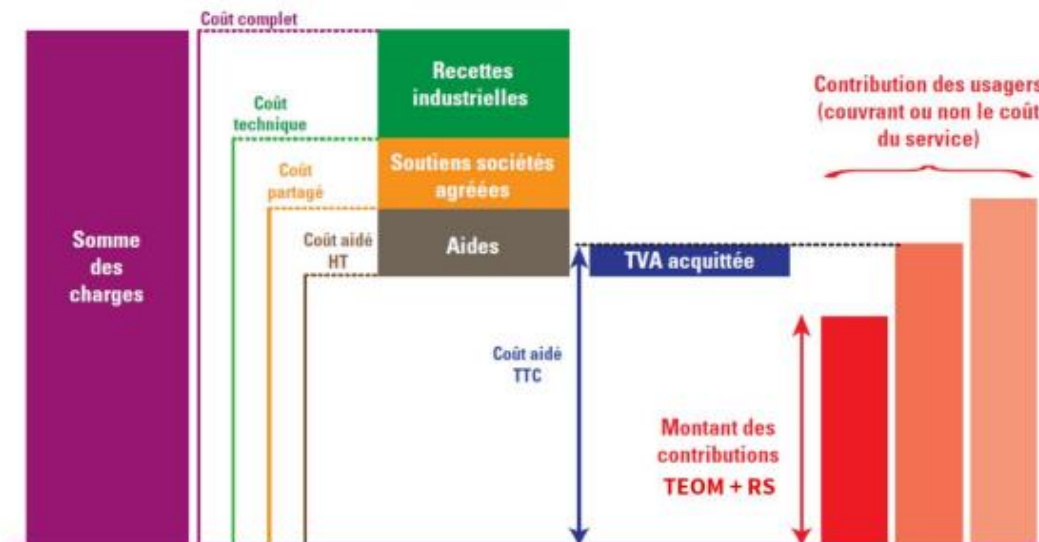 Coût complet
Somme
des
charges
Coût
technique
Coût
partagé
Coût aidé
HT
Recettes
industrielles
Soutiens sociétés
agréées
Aides
TVA acquittée
Coût aidé
TTC
Montant des
contributions
TEOM + RS
Contribution des usagers
(couvrant ou non le coût
du service)